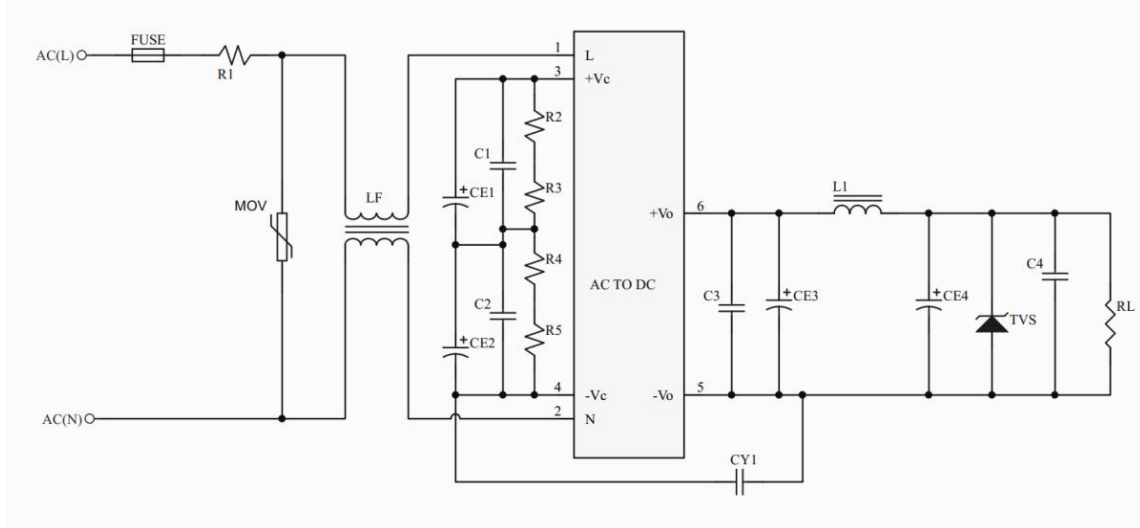 FUSE
AC(L)
R1
1
L
3
+Vc
R2
C1
R3
+
CE1
LF
MOV
R4
C2
R5
+
CE2
4
-Vc
2
N
AC(N)
AC TO DC
+Vo
6
-Vo
5
L1
C3
+
CE3
+
CE4
TVS
C4
RL
CY1